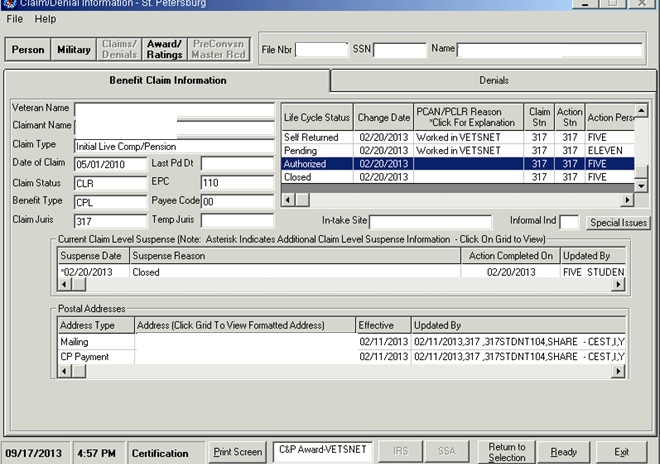 Claim/Denial Information - St. Petersburg
File Help
Person Military Claims/ Denials Award/ Ratings PreConvsn Master Rcd File Nbr SSN Name
Benefit Claim Information Denials
Veteran Name
Claimant Name
Claim Type Initial Live Comp/Pension
Date of Claim 05/01/2010 Last Pd Dt
Claim Status CLR EPC 110
Benefit Type CPL Payee Code 00
Claim Juris 317 Temp Juris
Life Cycle Status Change Date PCAN/PCLR Reason *Click For Explanation Claim Stn Action Stn Action Pers
Self Returned 02/20/2013 Worked in VETSNET 317 317 FIVE
Pending 02/20/2013 Worked in VETSNET 317 317 ELEVEN
Authorized 02/20/2013 317 317 FIVE
Closed 02/20/2013 317 317 FIVE
In-take Site Informal Ind Special Issues
Current Claim Level Suspense (Note: Asterisk Indicates Additional Claim Level Suspense Information - Click On Grid to View)
Suspense Date Suspense Reason Action Completed On Updated By
*02/20/2013 Closed 02/20/2013 FIVE STUDEN
Postal Addresses
Address Type Address (Click Grid To View Formatted Address) Effective Updated By
Mailing 02/11/2013 02/11/2013,317 ,317STDNT104,SHARE - CEST,I,Y
CP Payment 02/11/2013 02/11/2013,317 ,317STDNT104,SHARE - CEST,I,Y
09/17/2013 4:57 PM Certification Print Screen C&P Award-VETSNET IRS SSA Return to Selection Ready Exit